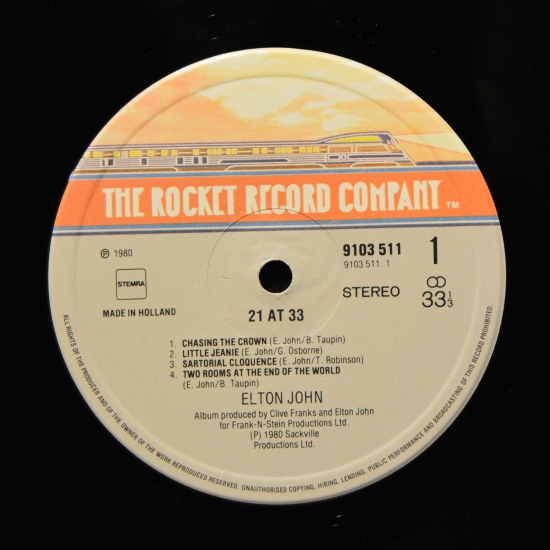 THE ROCKET RECORD COMPANY ™
℗ 1980
9103 511
1
9103 511. 1
STEMRA
STEREO
33⅓
MADE IN HOLLAND
21 AT 33
1. CHASING THE CROWN (E. John/B. Taupin)
2. LITTLE JEANIE (E. John/G. Osborne)
3. SARTORIAL CLOQUENCE (E. John/T. Robinson)
4. TWO ROOMS AT THE END OF THE WORLD
(E. John/B. Taupin)
ELTON JOHN
Album produced by Clive Franks and Elton John
for Frank-N-Stein Productions Ltd.
(P) 1980 Sackville
Productions Ltd.
ALL RIGHTS OF THE PRODUCER AND OF THE OWNER OF THE WORK REPRODUCED RESERVED. UNAUTHORISED COPYING, HIRING, LENDING, PUBLIC PERFORMANCE AND BROADCASTING OF THIS RECORD PROHIBITED.